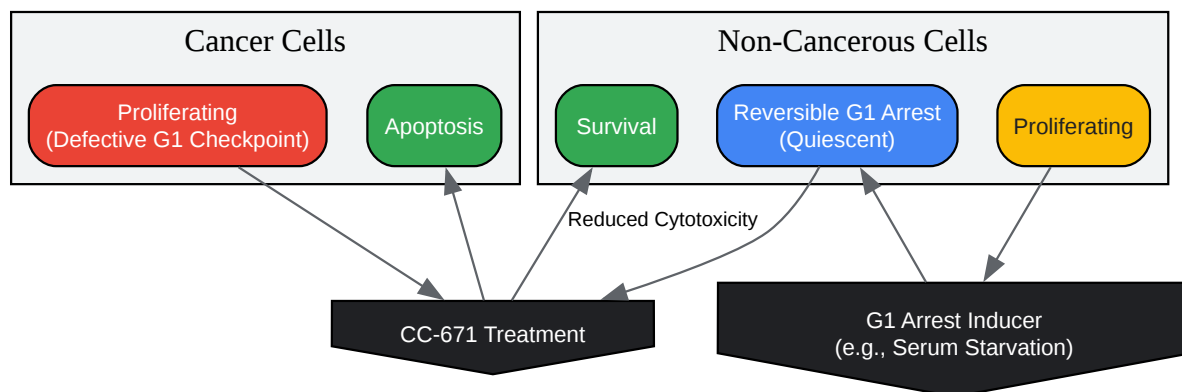 Cancer Cells
Non-Cancerous Cells
Proliferating
(Defective G1 Checkpoint)
Apoptosis
Survival
Reversible G1 Arrest
(Quiescent)
Proliferating
Reduced Cytotoxicity
CC-671 Treatment
G1 Arrest Inducer
(e.g., Serum Starvation)